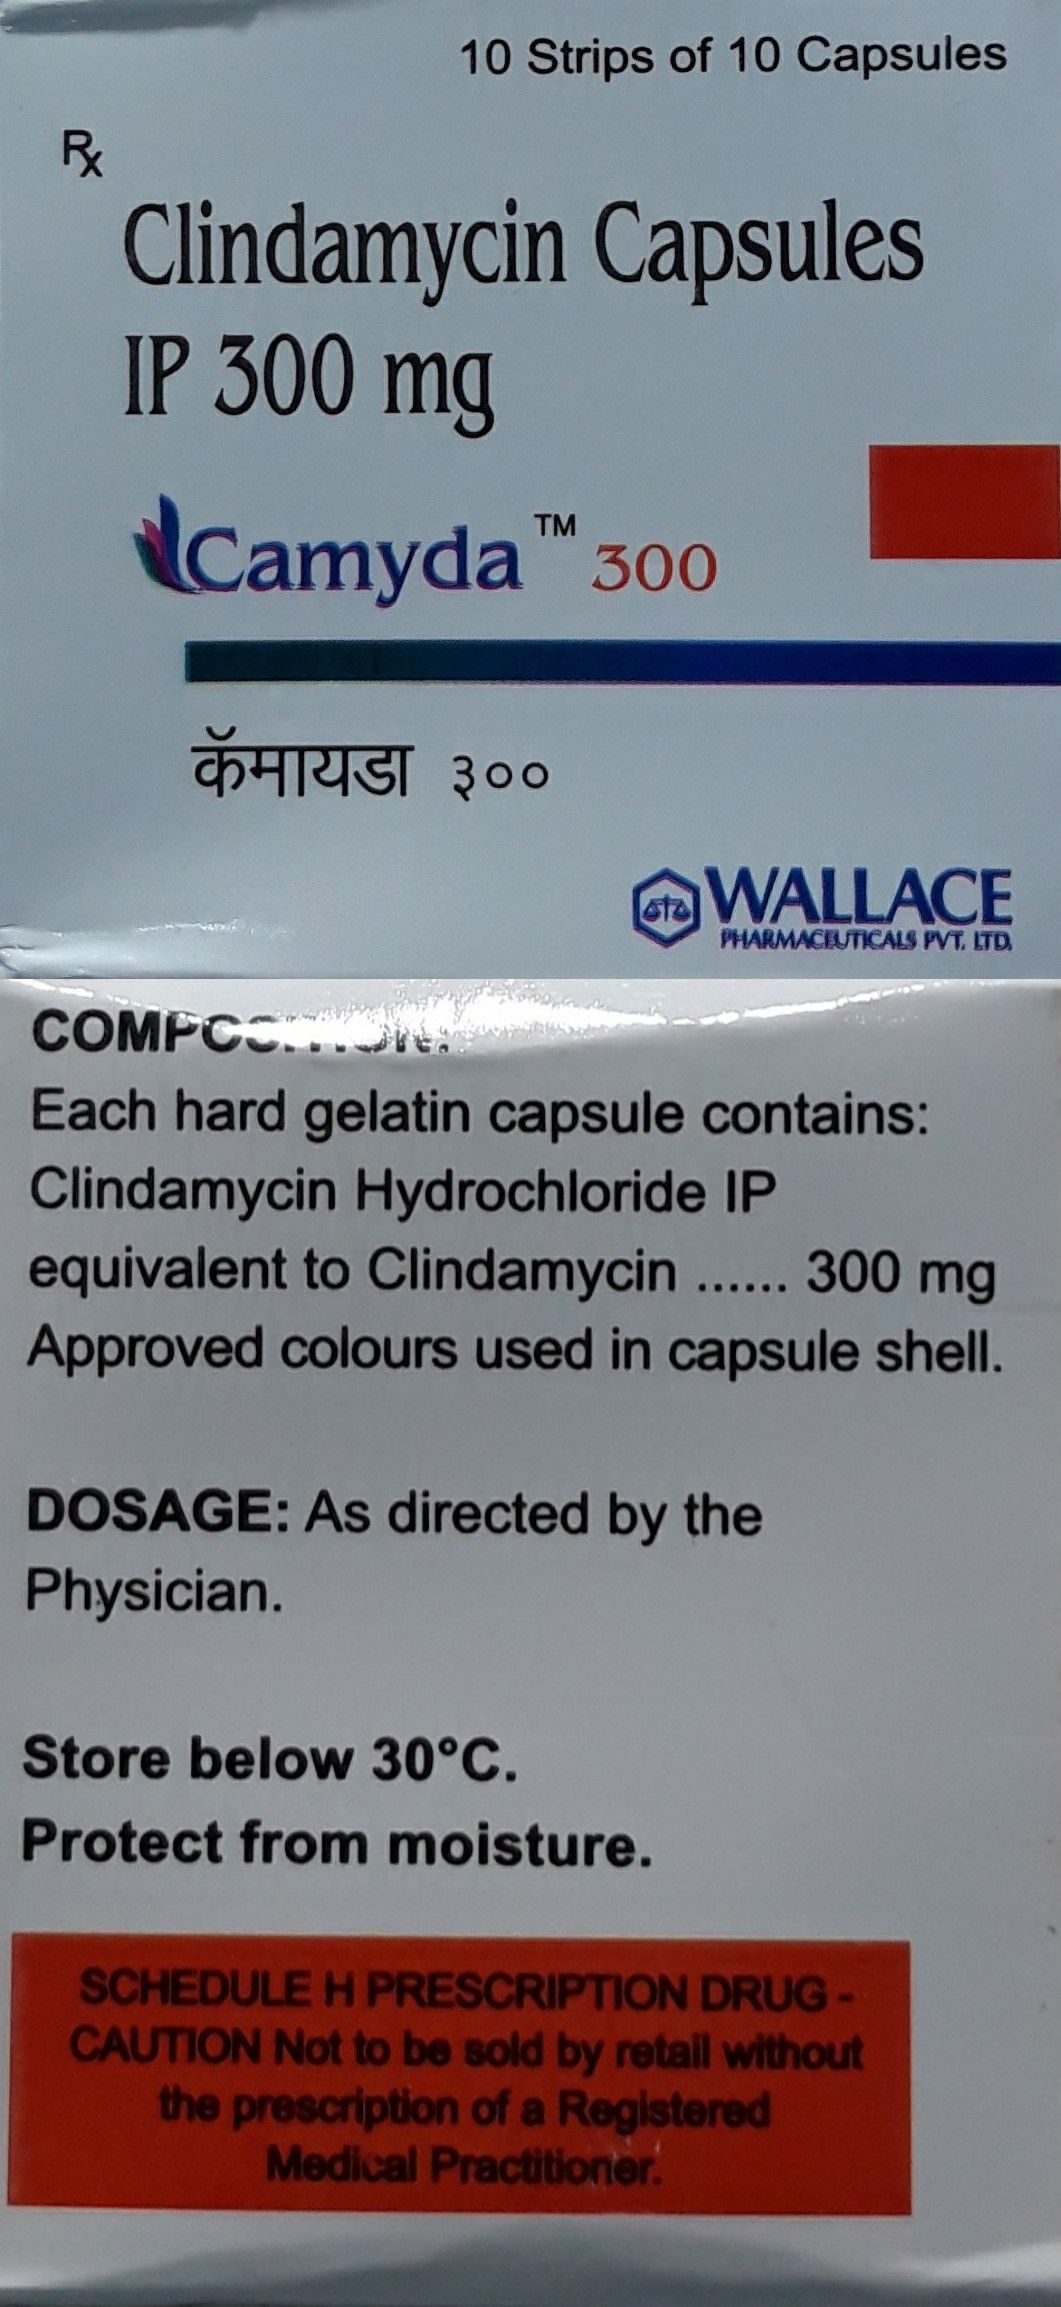 10 Strips of 10 Capsules
Rx
Clindamycin Capsules
IP 300 mg
Camyda™ 300
कॅमायडा ३००
WALLACE
PHARMACEUTICALS PVT. LTD.
COMPOSITION:
Each hard gelatin capsule contains:
Clindamycin Hydrochloride IP
equivalent to Clindamycin ...... 300 mg
Approved colours used in capsule shell.
DOSAGE: As directed by the
Physician.
Store below 30°C.
Protect from moisture.
SCHEDULE H PRESCRIPTION DRUG -
CAUTION Not to be sold by retail without
the prescription of a Registered
Medical Practitioner.